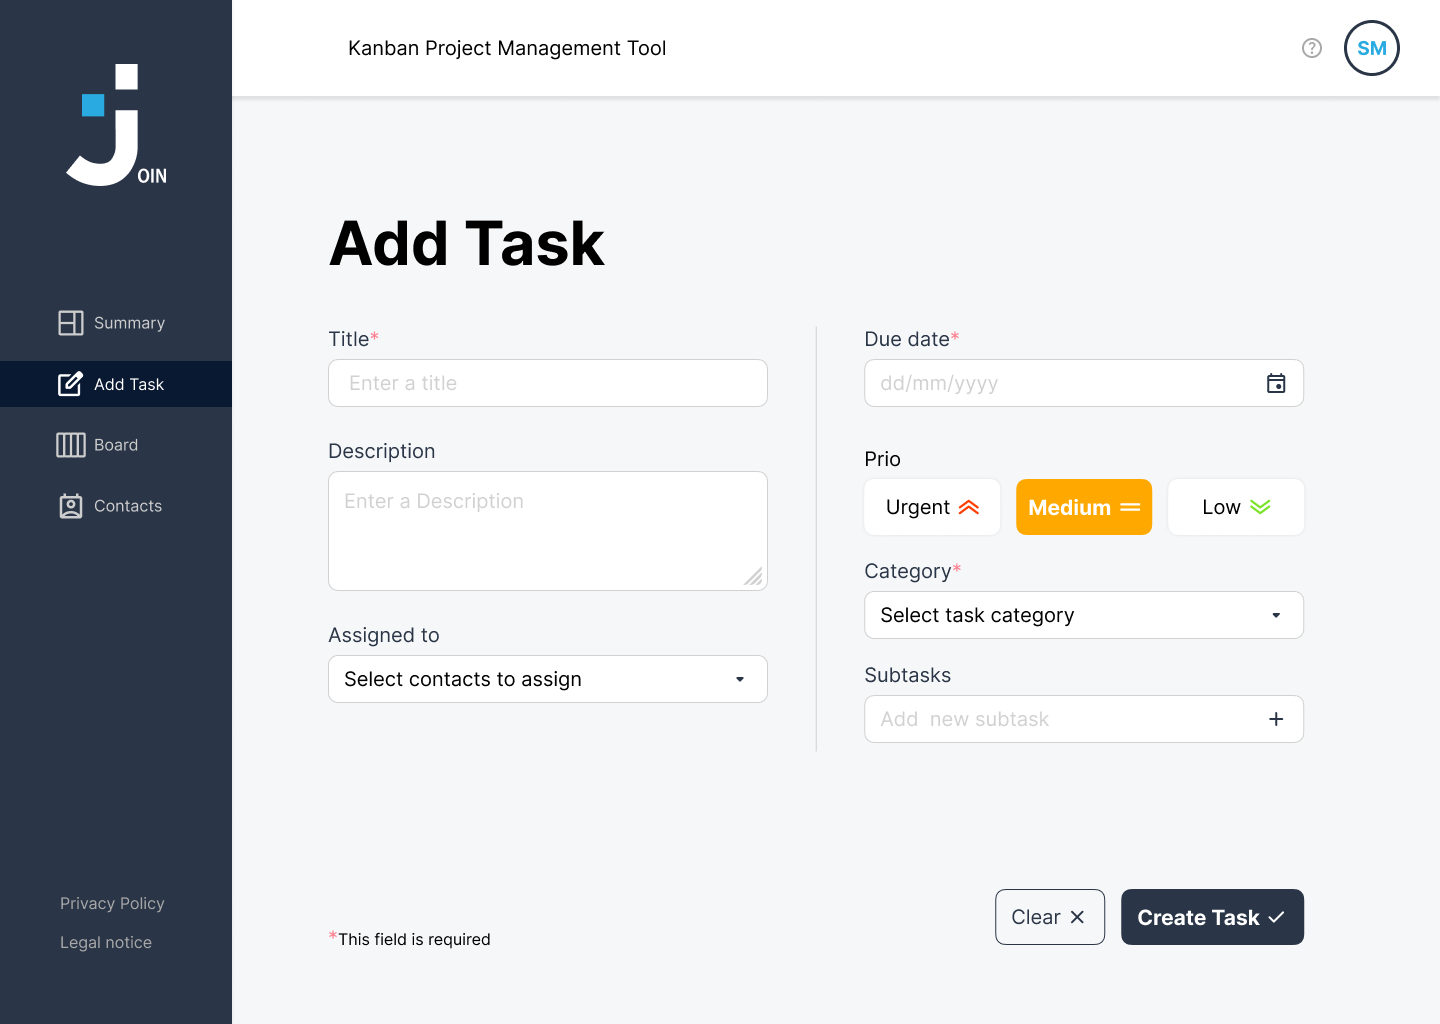 Kanban Project Management Tool
SM
JOIN
Summary
Add Task
Board
Contacts
Privacy Policy
Legal notice
Add Task
Title*
Enter a title
Description
Enter a Description
Assigned to
Select contacts to assign
Due date*
dd/mm/yyyy
Prio
Urgent
Medium
Low
Category*
Select task category
Subtasks
Add  new subtask
*This field is required
Clear
Create Task